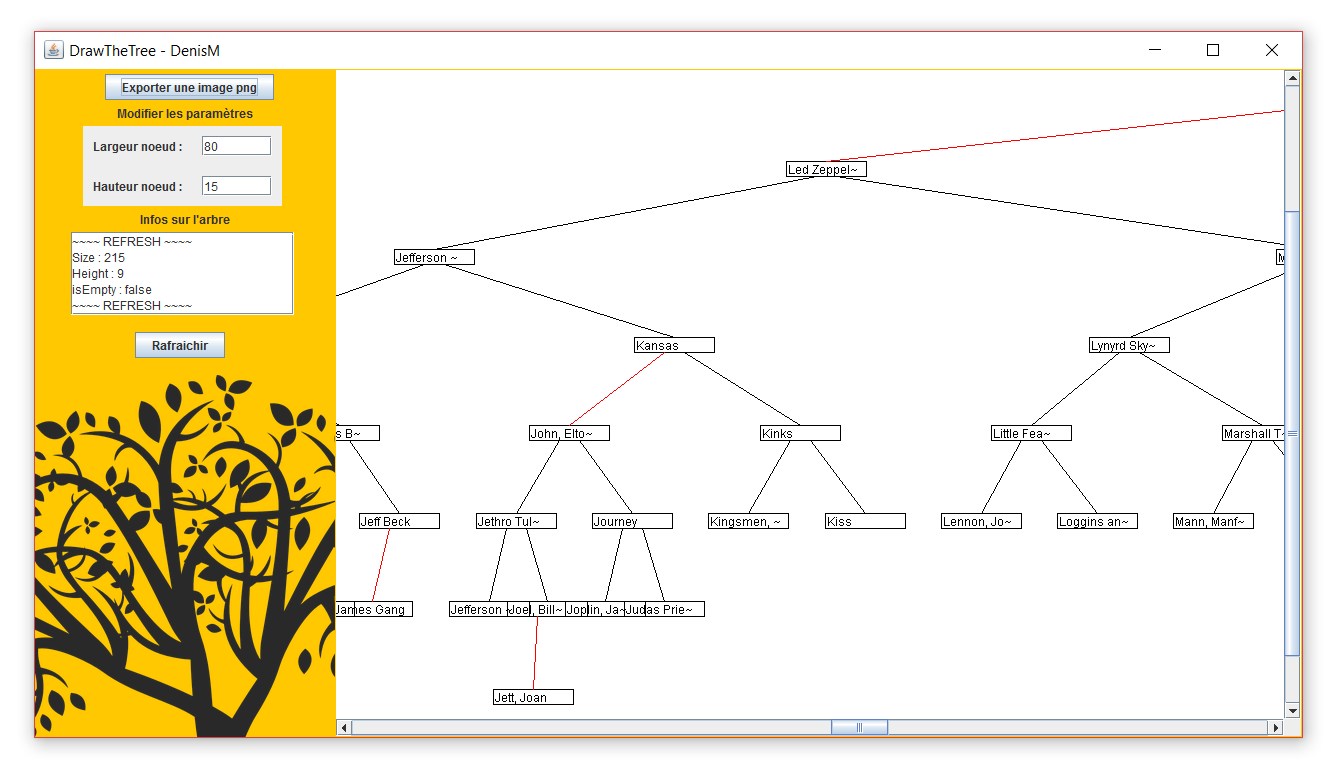 DrawTheTree - DenisM
Exporter une image png
Modifier les paramètres
Largeur noeud : 80
Hauteur noeud : 15
Infos sur l'arbre
~~~~ REFRESH ~~~~
Size : 215
Height : 9
isEmpty : false
~~~~ REFRESH ~~~~
Rafraichir
Led Zeppel~
Jefferson ~
M
Kansas
Lynyrd Sky~
s B~
John, Elto~
Kinks
Little Fea~
Marshall T~
Jeff Beck
Jethro Tul~
Journey
Kingsmen, ~
Kiss
Lennon, Jo~
Loggins an~
Mann, Manf~
James Gang
Jefferson ~
Joel, Bill~
Joplin, Ja~
Judas Prie~
Jett, Joan